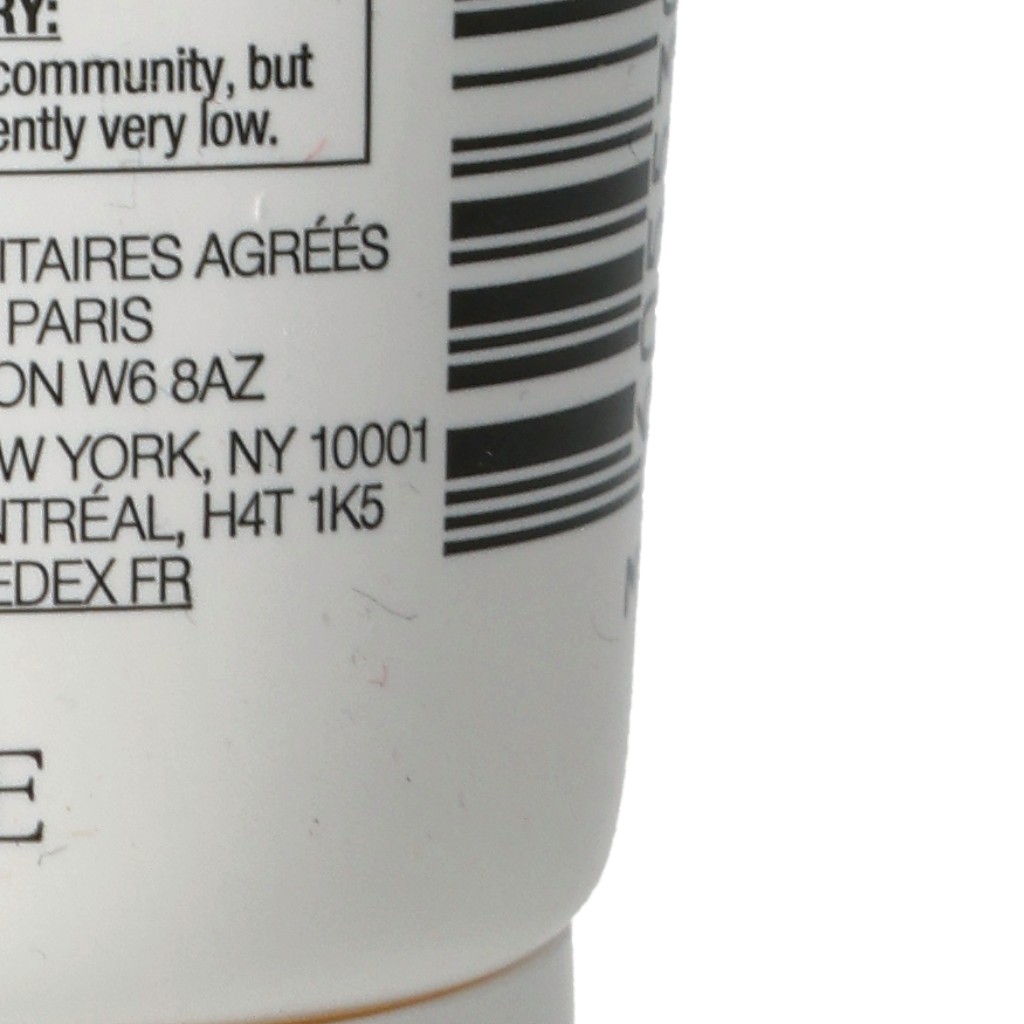 RY:
community, but
ently very low.
ITAIRES AGRÉÉS
PARIS
ON W6 8AZ
W YORK, NY 10001
NTRÉAL, H4T 1K5
EDEX FR
E